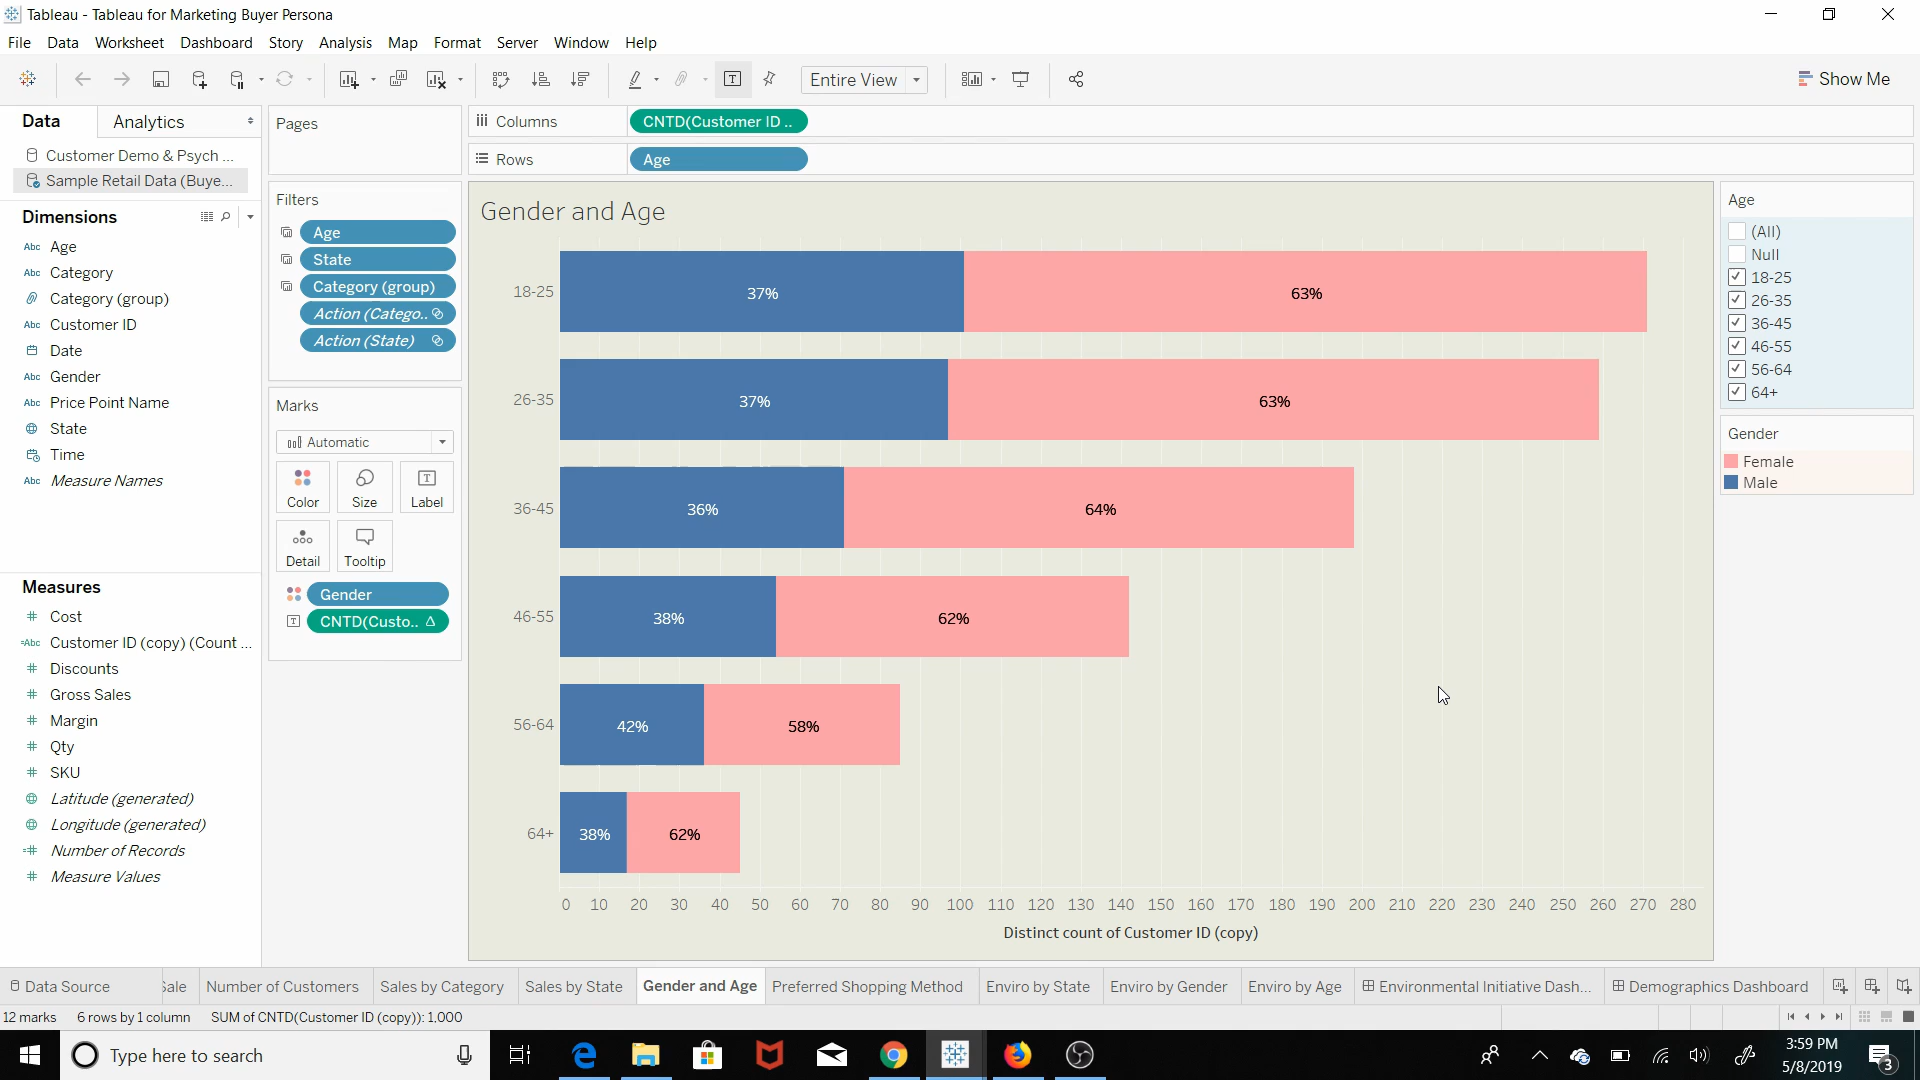 Tableau - Tableau for Marketing Buyer Persona
File Data Worksheet Dashboard Story Analysis Map Format Server Window Help
Entire View
Show Me
Data Analytics
Customer Demo & Psych ...
Sample Retail Data (Buye...
Dimensions
Abc Age
Abc Category
Category (group)
Abc Customer ID
Date
Abc Gender
Abc Price Point Name
State
Time
Abc Measure Names
Measures
# Cost
=Abc Customer ID (copy) (Count ...
# Discounts
# Gross Sales
# Margin
# Qty
# SKU
Latitude (generated)
Longitude (generated)
=# Number of Records
# Measure Values
Pages
Filters
Age
State
Category (group)
Action (Catego..
Action (State)
Marks
Automatic
Color Size Label
Detail Tooltip
Gender
CNTD(Custo.. Δ
Columns CNTD(Customer ID ..
Rows Age
Gender and Age
18-25 37% 63%
26-35 37% 63%
36-45 36% 64%
46-55 38% 62%
56-64 42% 58%
64+ 38% 62%
0 10 20 30 40 50 60 70 80 90 100 110 120 130 140 150 160 170 180 190 200 210 220 230 240 250 260 270 280
Distinct count of Customer ID (copy)
Age
(All)
Null
18-25
26-35
36-45
46-55
56-64
64+
Gender
Female
Male
Data Source Sale Number of Customers Sales by Category Sales by State Gender and Age Preferred Shopping Method Enviro by State Enviro by Gender Enviro by Age Environmental Initiative Dash... Demographics Dashboard
12 marks 6 rows by 1 column SUM of CNTD(Customer ID (copy)): 1,000
Type here to search
3:59 PM
5/8/2019
3